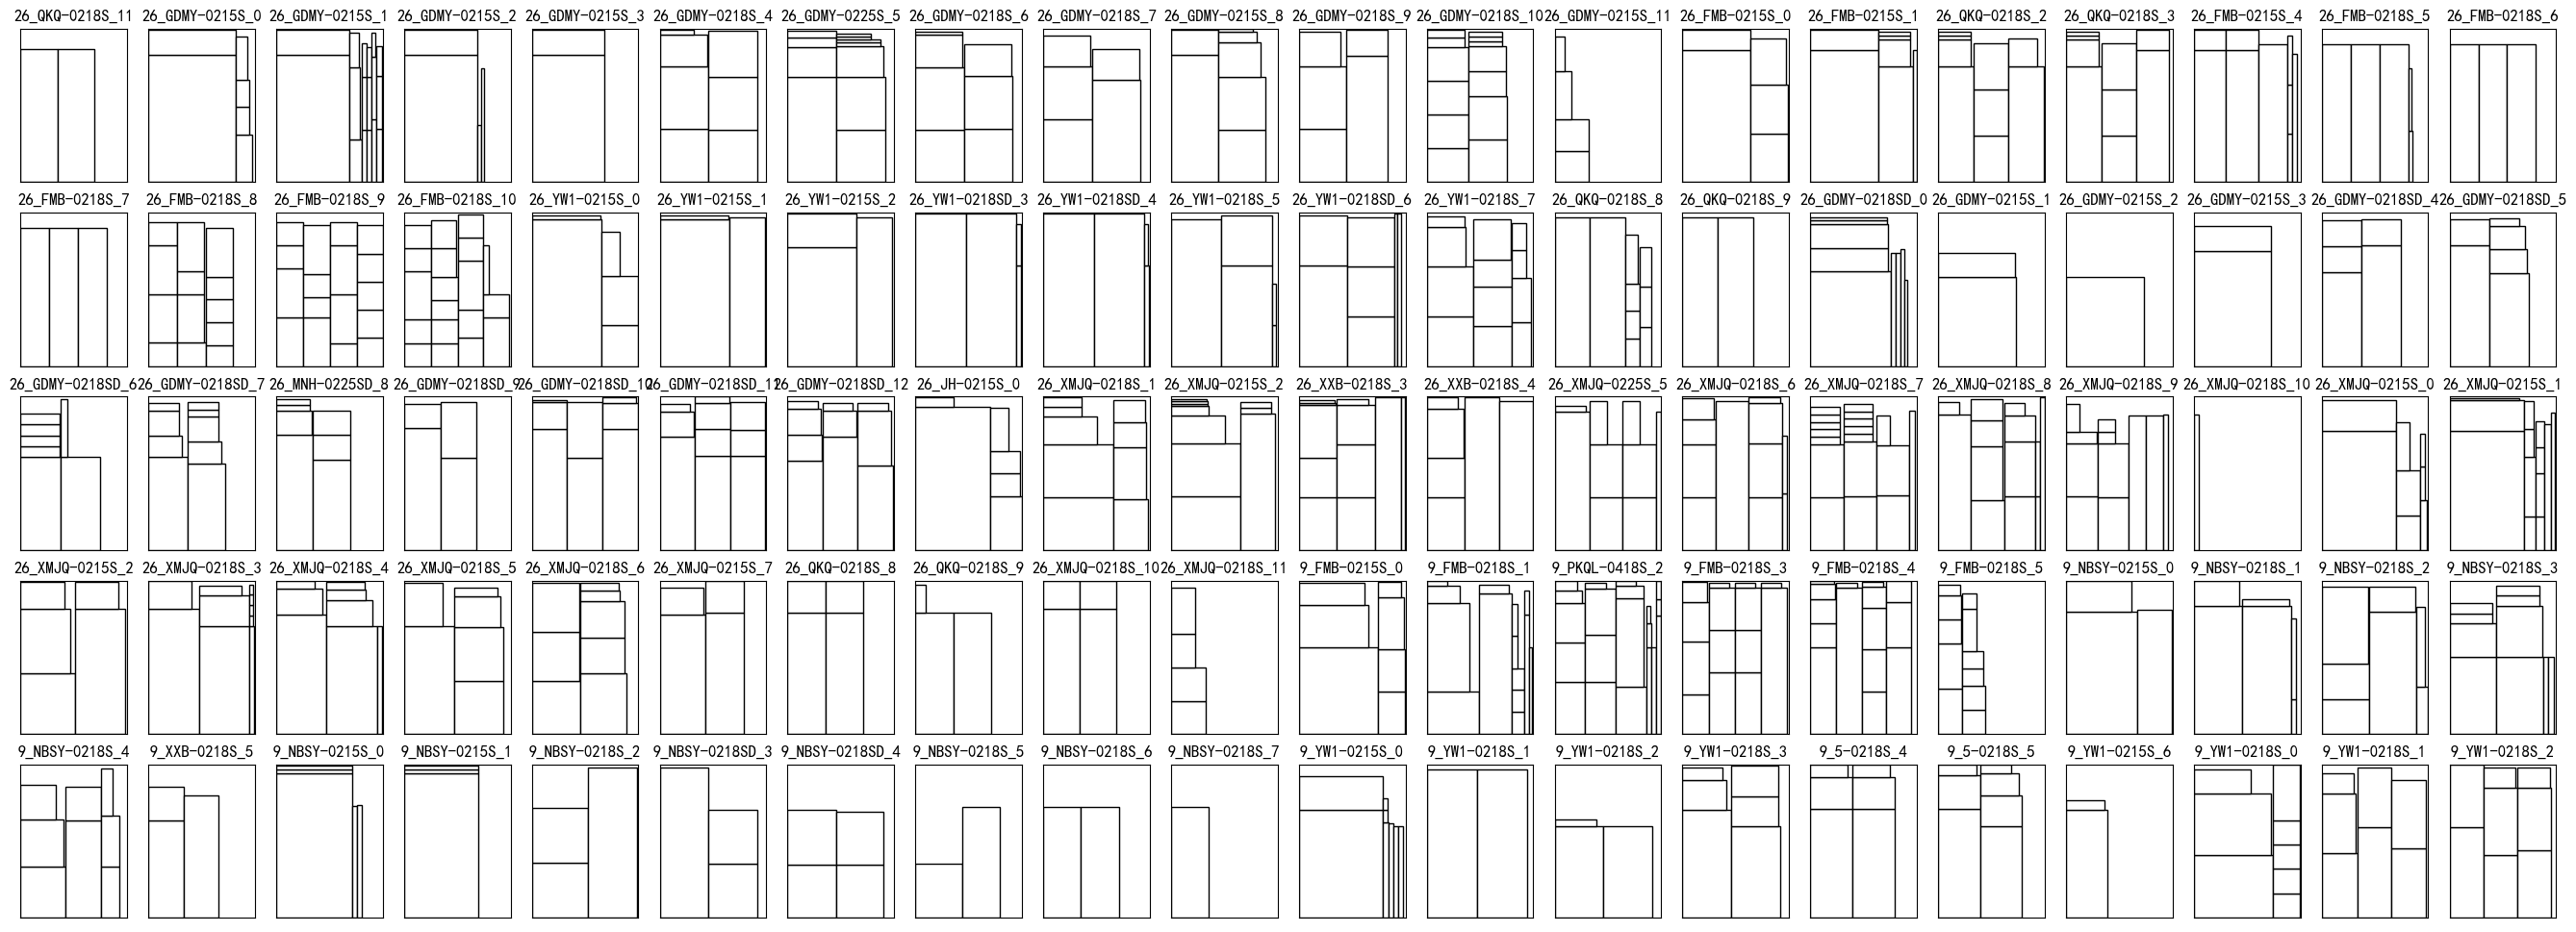 26_QKQ-0218S_11 26_GDMY-0215S_0 26_GDMY-0215S_1 26_GDMY-0215S_2 26_GDMY-0215S_3 26_GDMY-0218S_4 26_GDMY-0225S_5 26_GDMY-0218S_6 26_GDMY-0218S_7 26_GDMY-0215S_8 26_GDMY-0218S_9 26_GDMY-0218S_10 26_GDMY-0215S_11 26_FMB-0215S_0 26_FMB-0215S_1 26_QKQ-0218S_2 26_QKQ-0218S_3 26_FMB-0215S_4 26_FMB-0218S_5 26_FMB-0218S_6
26_FMB-0218S_7 26_FMB-0218S_8 26_FMB-0218S_9 26_FMB-0218S_10 26_YW1-0215S_0 26_YW1-0215S_1 26_YW1-0215S_2 26_YW1-0218SD_3 26_YW1-0218SD_4 26_YW1-0218S_5 26_YW1-0218SD_6 26_YW1-0218S_7 26_QKQ-0218S_8 26_QKQ-0218S_9 26_GDMY-0218SD_0 26_GDMY-0215S_1 26_GDMY-0215S_2 26_GDMY-0215S_3 26_GDMY-0218SD_4 26_GDMY-0218SD_5
26_GDMY-0218SD_6 26_GDMY-0218SD_7 26_MNH-0225SD_8 26_GDMY-0218SD_9 26_GDMY-0218SD_10 26_GDMY-0218SD_11 26_GDMY-0218SD_12 26_JH-0215S_0 26_XMJQ-0218S_1 26_XMJQ-0215S_2 26_XXB-0218S_3 26_XXB-0218S_4 26_XMJQ-0225S_5 26_XMJQ-0218S_6 26_XMJQ-0218S_7 26_XMJQ-0218S_8 26_XMJQ-0218S_9 26_XMJQ-0218S_10 26_XMJQ-0215S_0 26_XMJQ-0215S_1
26_XMJQ-0215S_2 26_XMJQ-0218S_3 26_XMJQ-0218S_4 26_XMJQ-0218S_5 26_XMJQ-0218S_6 26_XMJQ-0215S_7 26_QKQ-0218S_8 26_QKQ-0218S_9 26_XMJQ-0218S_10 26_XMJQ-0218S_11 9_FMB-0215S_0 9_FMB-0218S_1 9_PKQL-0418S_2 9_FMB-0218S_3 9_FMB-0218S_4 9_FMB-0218S_5 9_NBSY-0215S_0 9_NBSY-0218S_1 9_NBSY-0218S_2 9_NBSY-0218S_3
9_NBSY-0218S_4 9_XXB-0218S_5 9_NBSY-0215S_0 9_NBSY-0215S_1 9_NBSY-0218S_2 9_NBSY-0218SD_3 9_NBSY-0218SD_4 9_NBSY-0218S_5 9_NBSY-0218S_6 9_NBSY-0218S_7 9_YW1-0215S_0 9_YW1-0218S_1 9_YW1-0218S_2 9_YW1-0218S_3 9_5-0218S_4 9_5-0218S_5 9_YW1-0215S_6 9_YW1-0218S_0 9_YW1-0218S_1 9_YW1-0218S_2